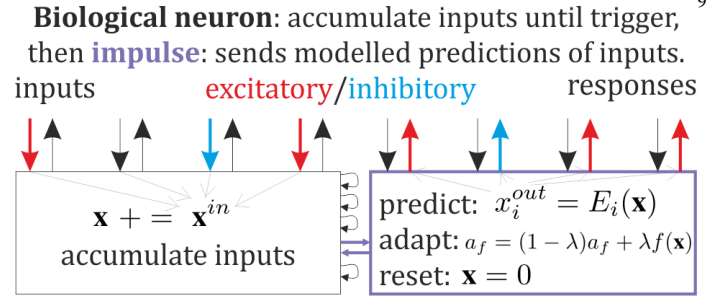 9
Biological neuron: accumulate inputs until trigger,
then impulse: sends modelled predictions of inputs.
inputs excitatory/inhibitory responses
x += x^{in}
accumulate inputs
predict: x_i^{out} = E_i(x)
adapt: a_f = (1 − λ)a_f + λf(x)
reset: x = 0